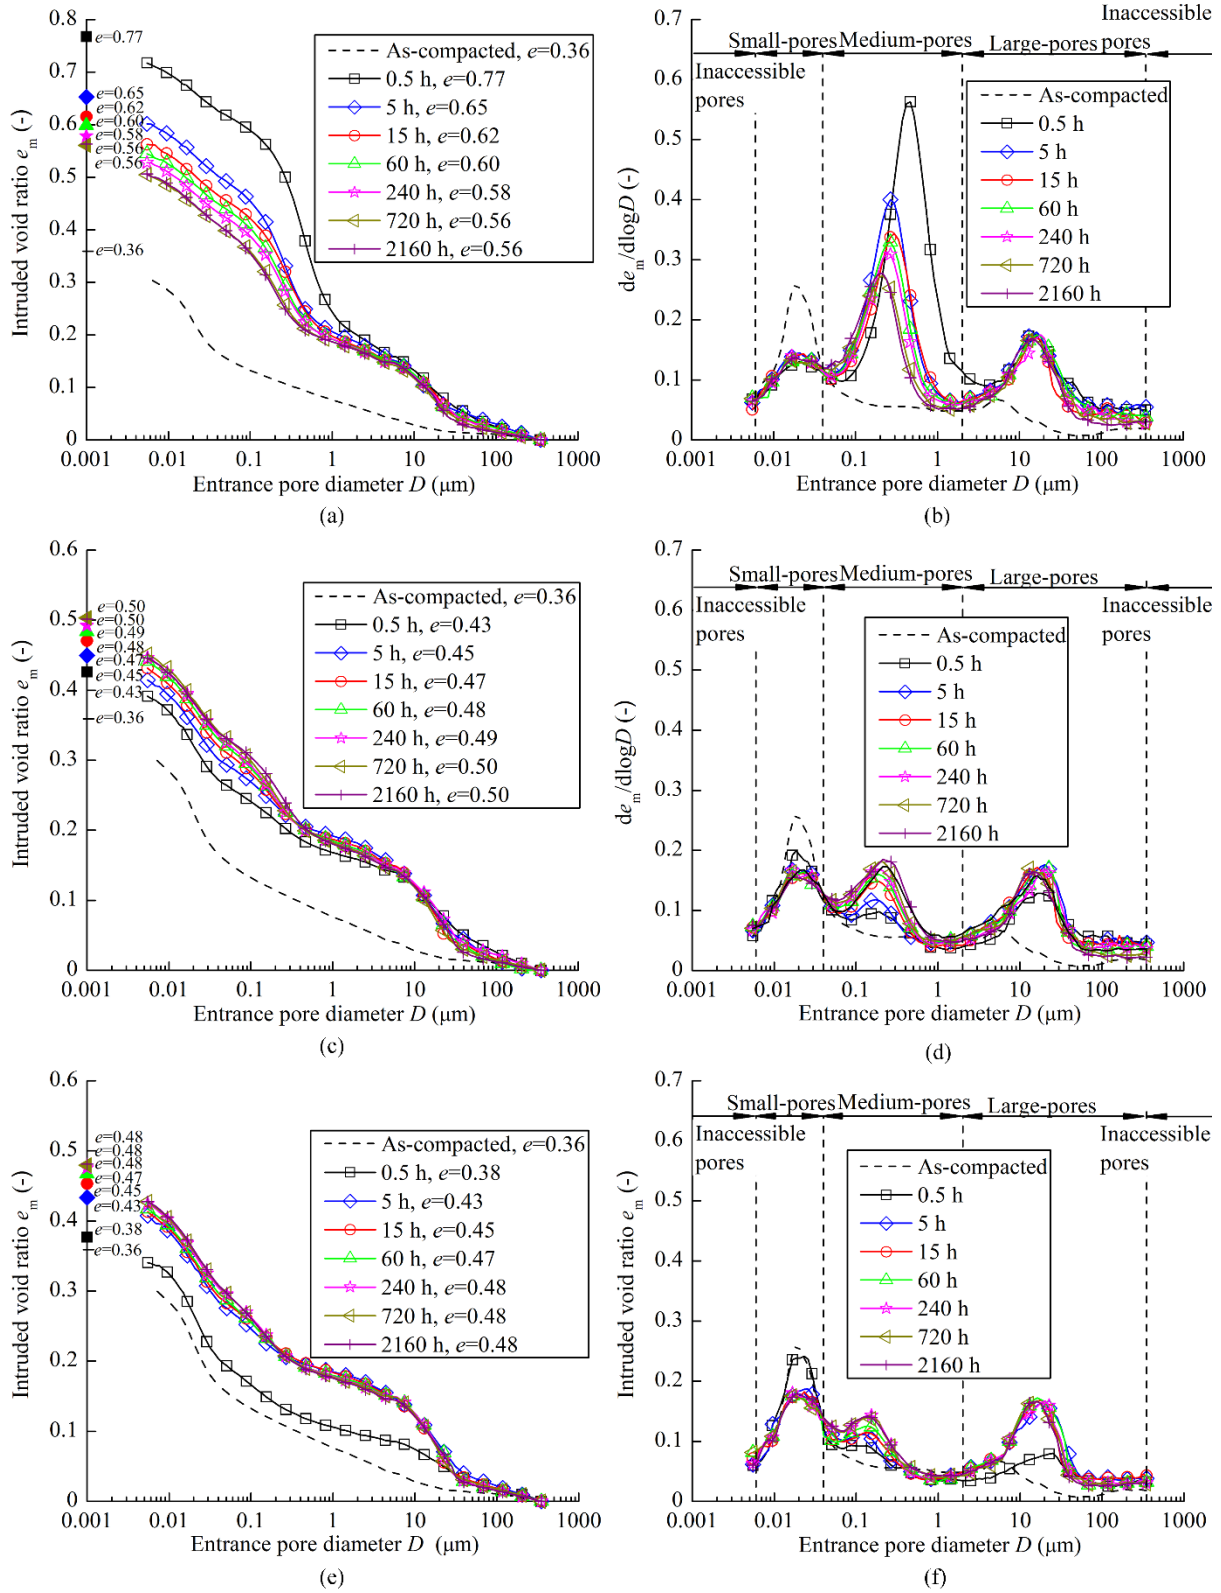 0.8
0.7
0.6
0.5
0.4
0.3
0.2
0.1
0
e=0.77
e=0.65
e=0.62
e=0.60
e=0.58
e=0.56
e=0.56
e=0.36
As-compacted, e=0.36
0.5 h, e=0.77
5 h, e=0.65
15 h, e=0.62
60 h, e=0.60
240 h, e=0.58
720 h, e=0.56
2160 h, e=0.56
Intruded void ratio em (-)
0.001 0.01 0.1 1 10 100 1000
Entrance pore diameter D (μm)
(a)
0.7
0.6
0.5
0.4
0.3
0.2
0.1
0
Inaccessible
Small-pores Medium-pores Large-pores pores
Inaccessible
pores
As-compacted
0.5 h
5 h
15 h
60 h
240 h
720 h
2160 h
dem/dlogD (-)
0.001 0.01 0.1 1 10 100 1000
Entrance pore diameter D (μm)
(b)
0.6
0.5
0.4
0.3
0.2
0.1
0
e=0.50
e=0.50
e=0.49
e=0.48
e=0.47
e=0.45
e=0.43
e=0.36
As-compacted, e=0.36
0.5 h, e=0.43
5 h, e=0.45
15 h, e=0.47
60 h, e=0.48
240 h, e=0.49
720 h, e=0.50
2160 h, e=0.50
Intruded void ratio em (-)
0.001 0.01 0.1 1 10 100 1000
Entrance pore diameter D (μm)
(c)
0.7
0.6
0.5
0.4
0.3
0.2
0.1
0
Small-pores Medium-pores Large-pores
Inaccessible
pores
Inaccessible
pores
As-compacted
0.5 h
5 h
15 h
60 h
240 h
720 h
2160 h
dem/dlogD (-)
0.001 0.01 0.1 1 10 100 1000
Entrance pore diameter D (μm)
(d)
0.6
0.5
0.4
0.3
0.2
0.1
0
e=0.48
e=0.48
e=0.48
e=0.47
e=0.45
e=0.43
e=0.38
e=0.36
As-compacted, e=0.36
0.5 h, e=0.38
5 h, e=0.43
15 h, e=0.45
60 h, e=0.47
240 h, e=0.48
720 h, e=0.48
2160 h, e=0.48
Intruded void ratio em (-)
0.001 0.01 0.1 1 10 100 1000
Entrance pore diameter D (μm)
(e)
0.7
0.6
0.5
0.4
0.3
0.2
0.1
0
Small-pores Medium-pores Large-pores
Inaccessible
pores
Inaccessible
pores
As-compacted
0.5 h
5 h
15 h
60 h
240 h
720 h
2160 h
Intruded void ratio em (-)
0.001 0.01 0.1 1 10 100 1000
Entrance pore diameter D (μm)
(f)